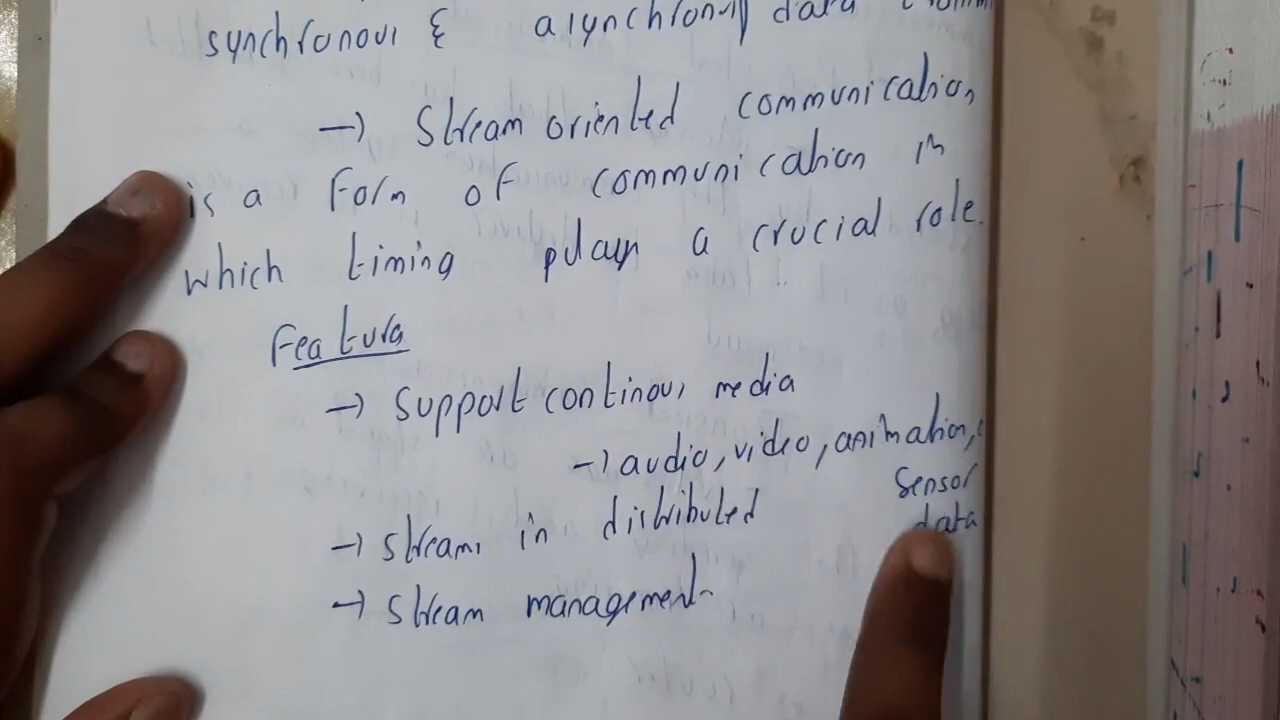 synchronous & asynchronous data
→ Stream oriented communication
is a form of communication in
which timing plays a crucial role.
Features
→ Support continous media
→ audio, video, animation,
sensor
data
→ streams in distributed
→ stream management